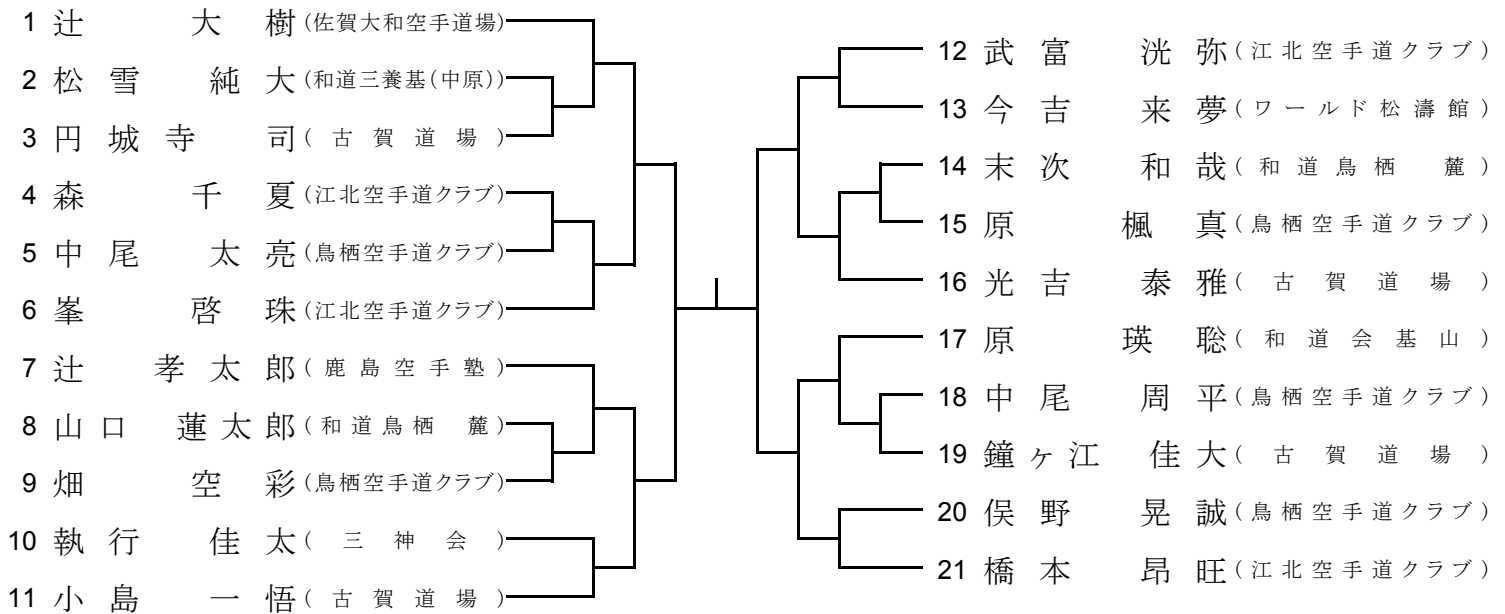 1 辻 大 樹 (佐賀大和空手道場)
2 松 雪 純 大 (和道三養基(中原))
3 円 城 寺 司 ( 古 賀 道 場 )
4 森 千 夏 (江北空手道クラブ)
5 中 尾 太 亮 (鳥栖空手道クラブ)
6 峯 啓 珠 (江北空手道クラブ)
7 辻 孝 太 郎 ( 鹿 島 空 手 塾 )
8 山 口 蓮 太 郎 ( 和 道 鳥 栖 麓 )
9 畑 空 彩 (鳥栖空手道クラブ)
10 執 行 佳 太 ( 三 神 会 )
11 小 島 一 悟 ( 古 賀 道 場 )
12 武 富 洸 弥 (江北空手道クラブ)
13 今 吉 来 夢 (ワールド松濤館)
14 末 次 和 哉 ( 和 道 鳥 栖 麓 )
15 原 楓 真 (鳥栖空手道クラブ)
16 光 吉 泰 雅 ( 古 賀 道 場 )
17 原 瑛 聡 ( 和 道 会 基 山 )
18 中 尾 周 平 (鳥栖空手道クラブ)
19 鐘 ヶ 江 佳 大 ( 古 賀 道 場 )
20 俣 野 晃 誠 (鳥栖空手道クラブ)
21 橋 本 昂 旺 (江北空手道クラブ)